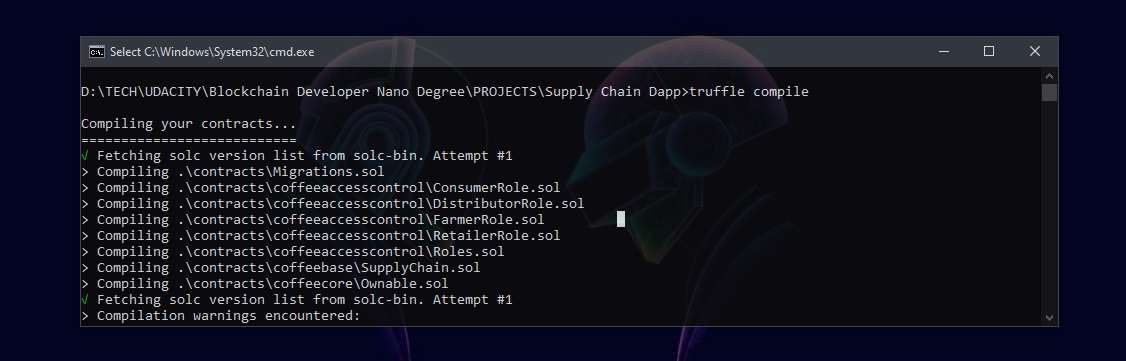 Select C:\Windows\System32\cmd.exe
D:\TECH\UDACITY\Blockchain Developer Nano Degree\PROJECTS\Supply Chain Dapp>truffle compile
Compiling your contracts...
===========================
√ Fetching solc version list from solc-bin. Attempt #1
> Compiling .\contracts\Migrations.sol
> Compiling .\contracts\coffeeaccesscontrol\ConsumerRole.sol
> Compiling .\contracts\coffeeaccesscontrol\DistributorRole.sol
> Compiling .\contracts\coffeeaccesscontrol\FarmerRole.sol
> Compiling .\contracts\coffeeaccesscontrol\RetailerRole.sol
> Compiling .\contracts\coffeeaccesscontrol\Roles.sol
> Compiling .\contracts\coffeebase\SupplyChain.sol
> Compiling .\contracts\coffeecore\Ownable.sol
√ Fetching solc version list from solc-bin. Attempt #1
> Compilation warnings encountered: